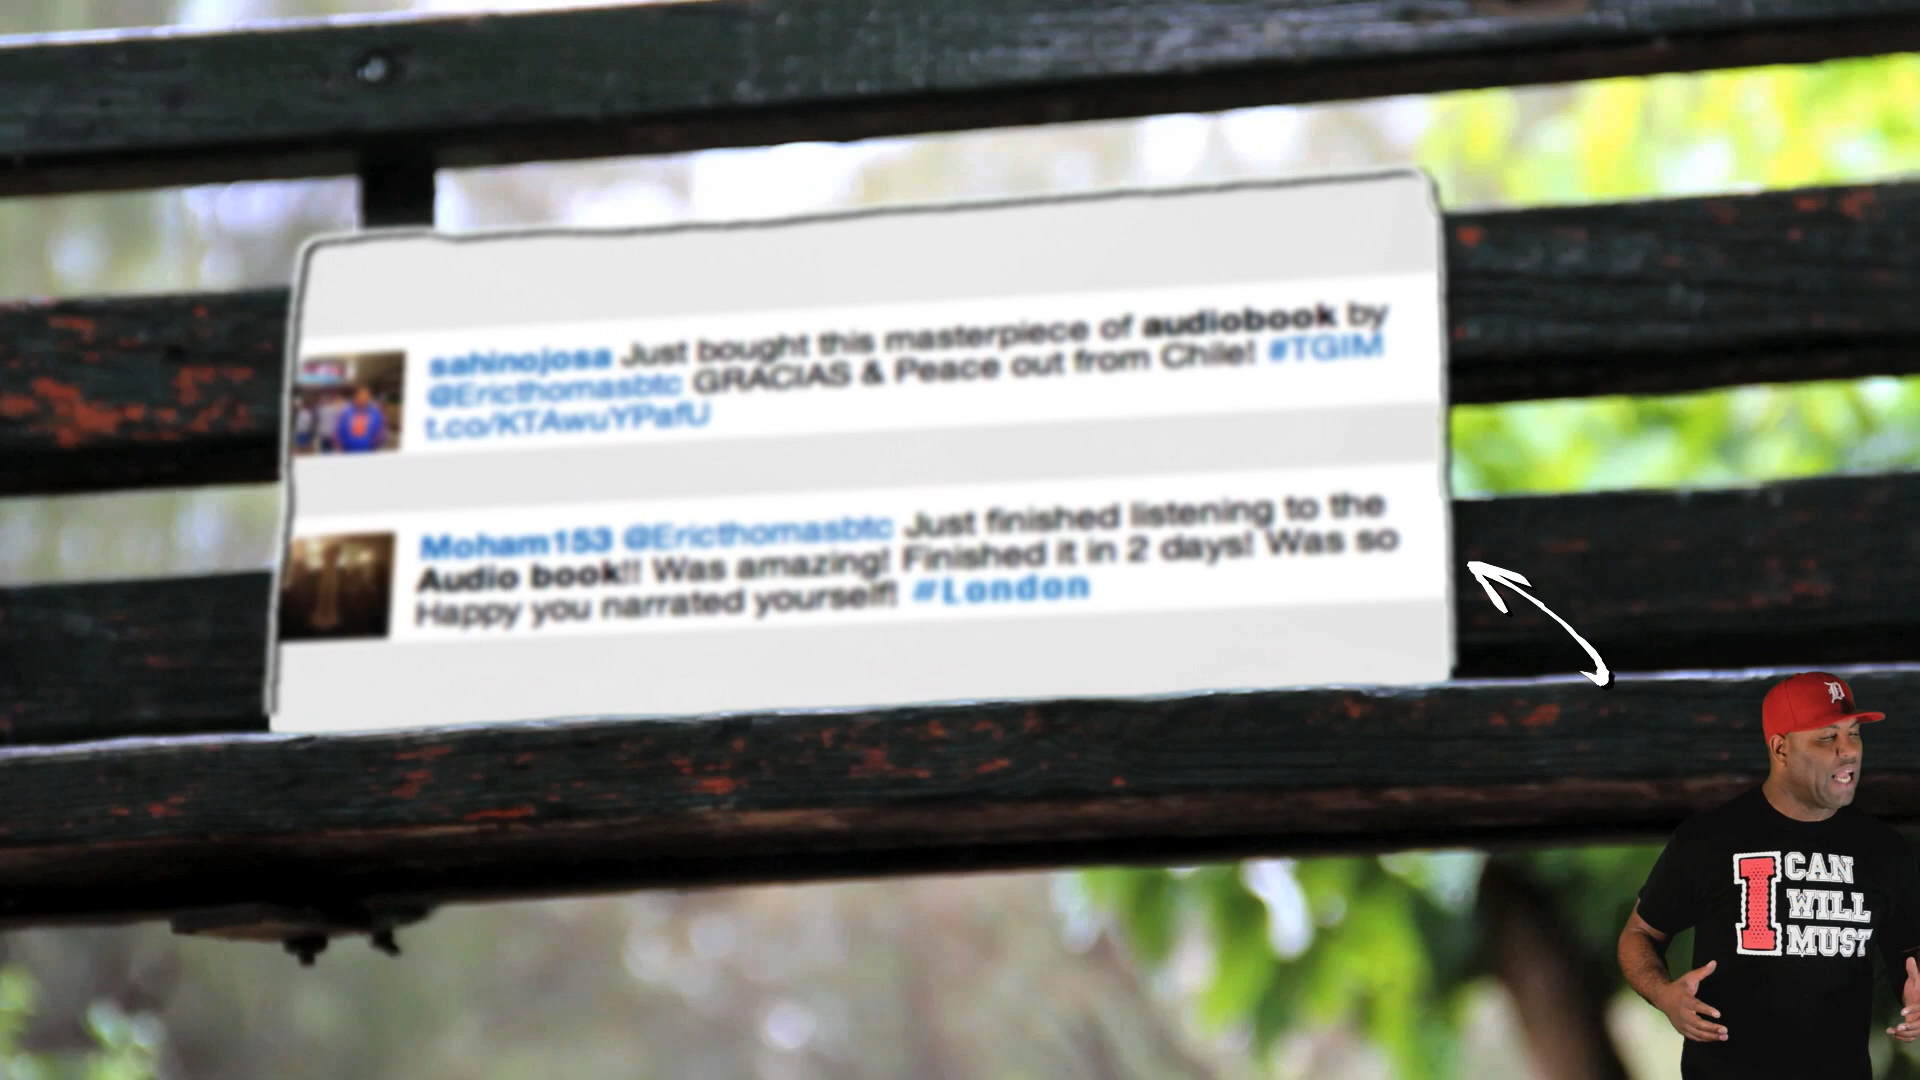 sahinojosa Just bought this masterpiece of audiobook by
@Ericthomasbtc GRACIAS & Peace out from Chile! #TGIM
t.co/KTAwuYPafU
Moham153 @Ericthomasbtc Just finished listening to the
Audio book!! Was amazing! Finished it in 2 days! Was so
Happy you narrated yourself! #London
D
I CAN
WILL
MUST